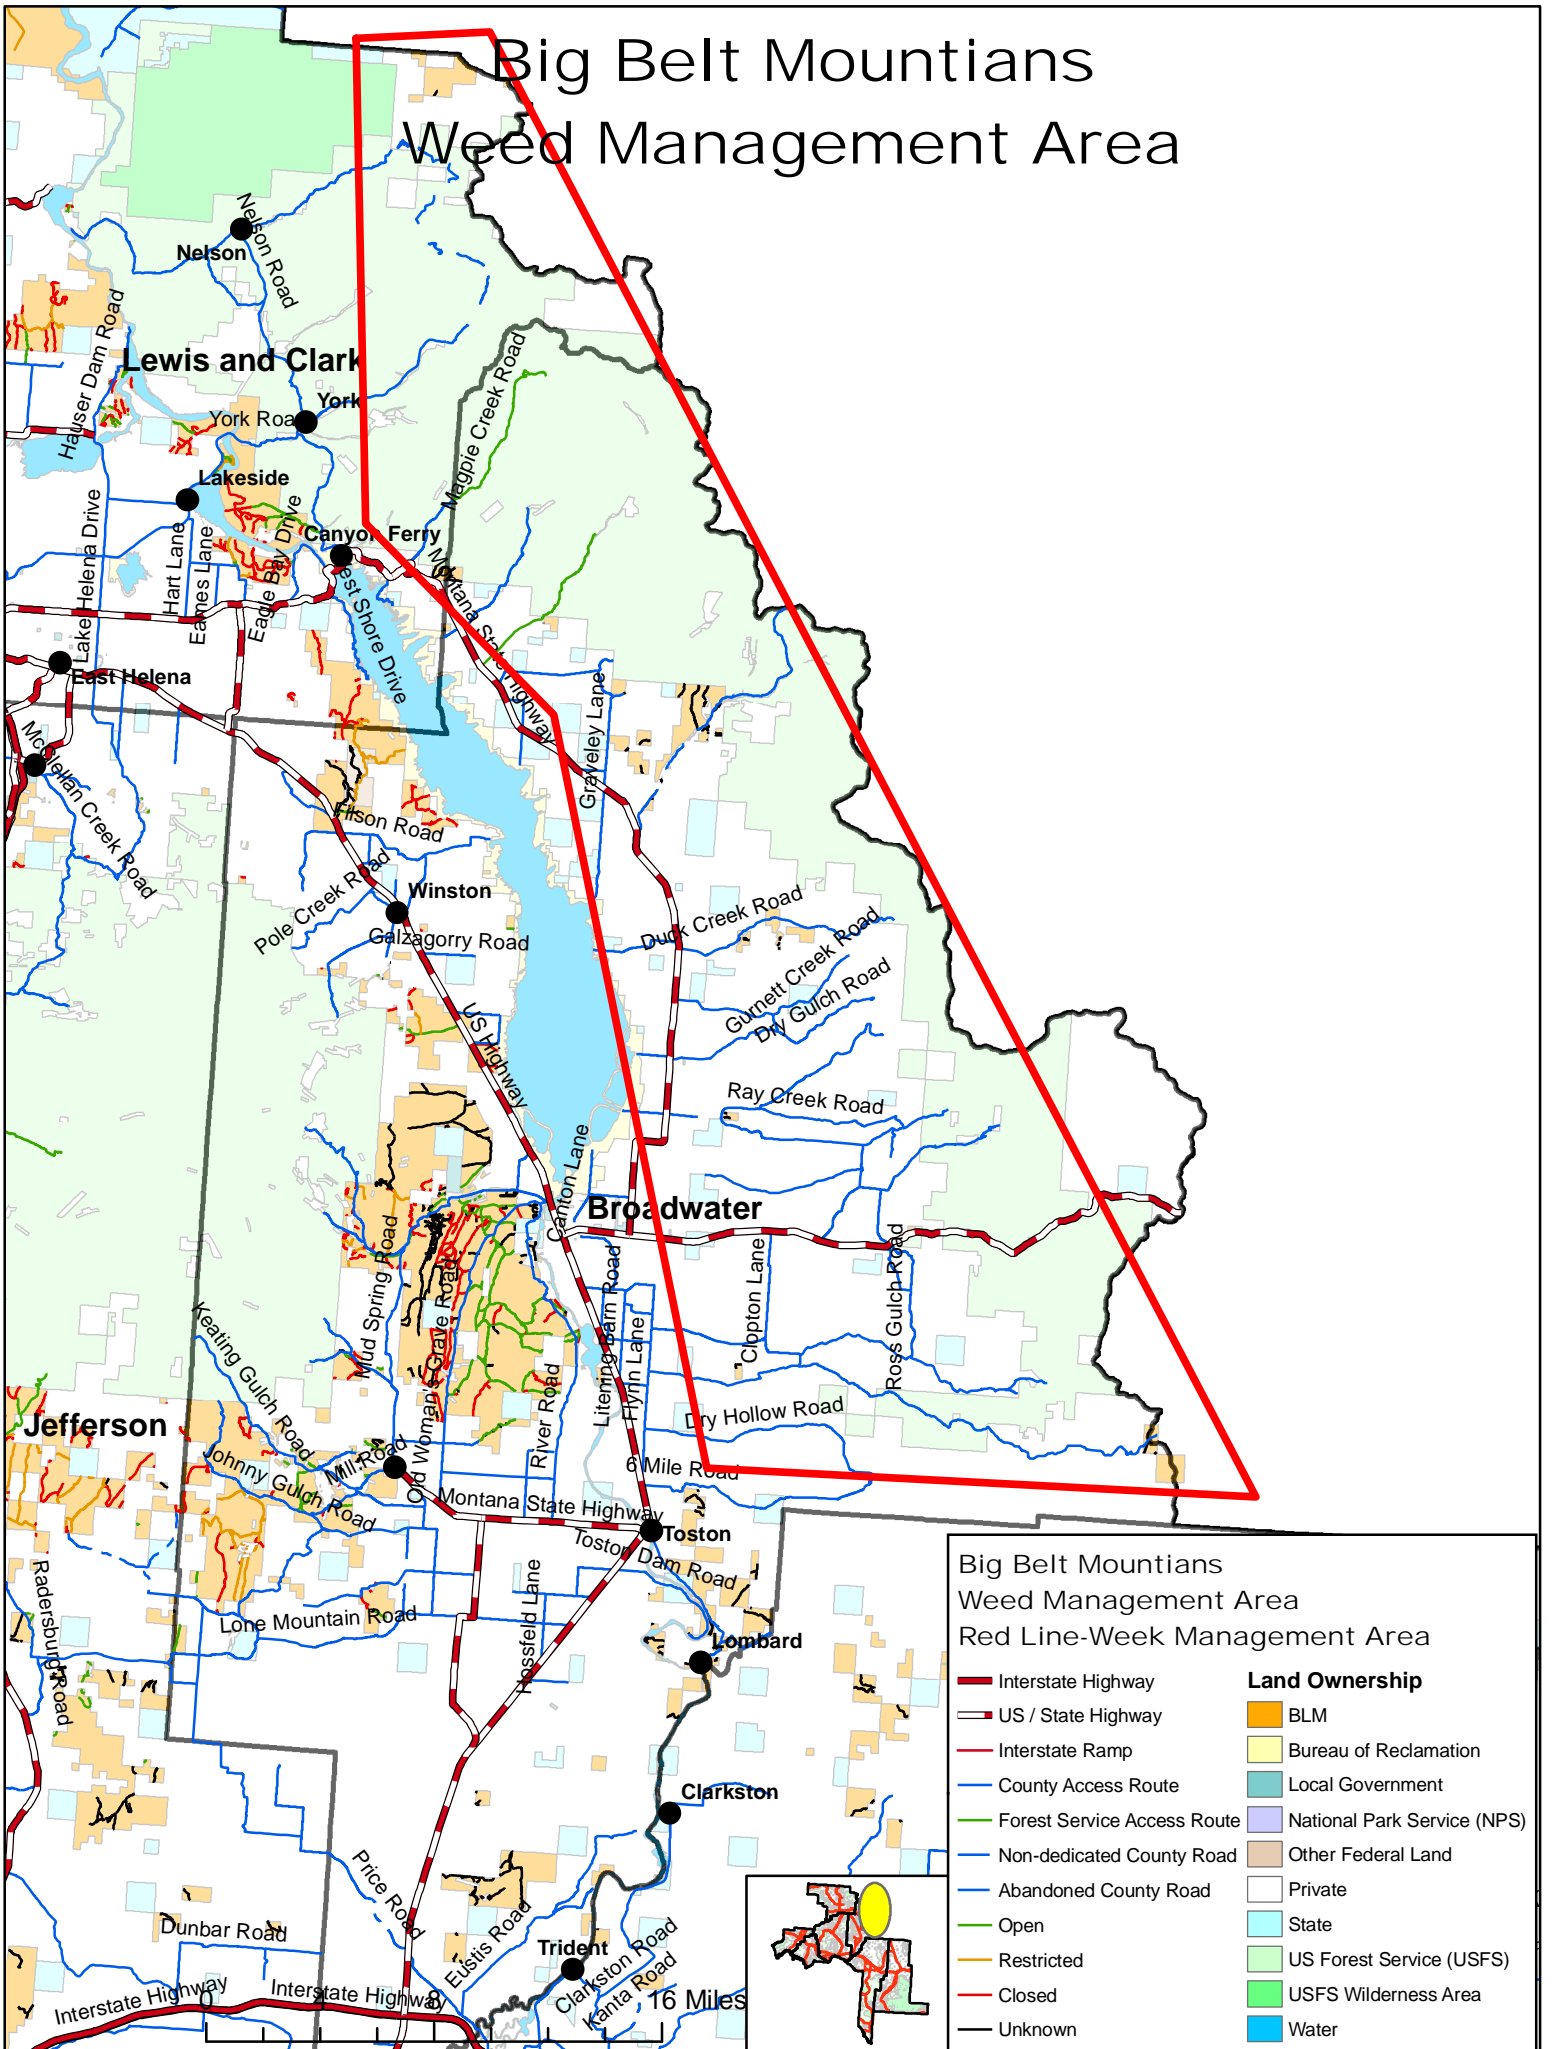 Big Belt Mountians
Weed Management Area
Nelson Road
Nelson
Hauser Dam Road
Lewis and Clark
York
York Roa
Magpie Creek Road
Lakeside
Lake Helena Drive
Hart Lane
Eames Lane
Eagle Bay Drive
Canyon Ferry
Montana State Highway
est Shore Drive
East Helena
McClellan Creek Road
Graveley Lane
Filson Road
Pole Creek Road
Winston
Galzagorry Road
Duck Creek Road
Gurnett Creek Road
Dry Gulch Road
US Highway
Ray Creek Road
Canton Lane
Broadwater
Mud Spring Road
Old Woman's Grave Road
Litening Barn Road
Flynn Lane
Clopton Lane
Ross Gulch Road
Keating Gulch Road
River Road
Dry Hollow Road
Jefferson
Johnny Gulch Road
Mill Road
6 Mile Road
Montana State Highway
Toston
Toston Dam Road
Radersburg Road
Lone Mountain Road
Hossfeld Lane
Lombard
Clarkston
Price Road
Dunbar Road
Eustis Road
Trident
Clarkston Road
Kanta Road
Interstate Highway
Interstate Highway
0 4 8 16 Miles
Big Belt Mountians
Weed Management Area
Red Line-Week Management Area
Interstate Highway
US / State Highway
Interstate Ramp
County Access Route
Forest Service Access Route
Non-dedicated County Road
Abandoned County Road
Open
Restricted
Closed
Unknown
Land Ownership
BLM
Bureau of Reclamation
Local Government
National Park Service (NPS)
Other Federal Land
Private
State
US Forest Service (USFS)
USFS Wilderness Area
Water